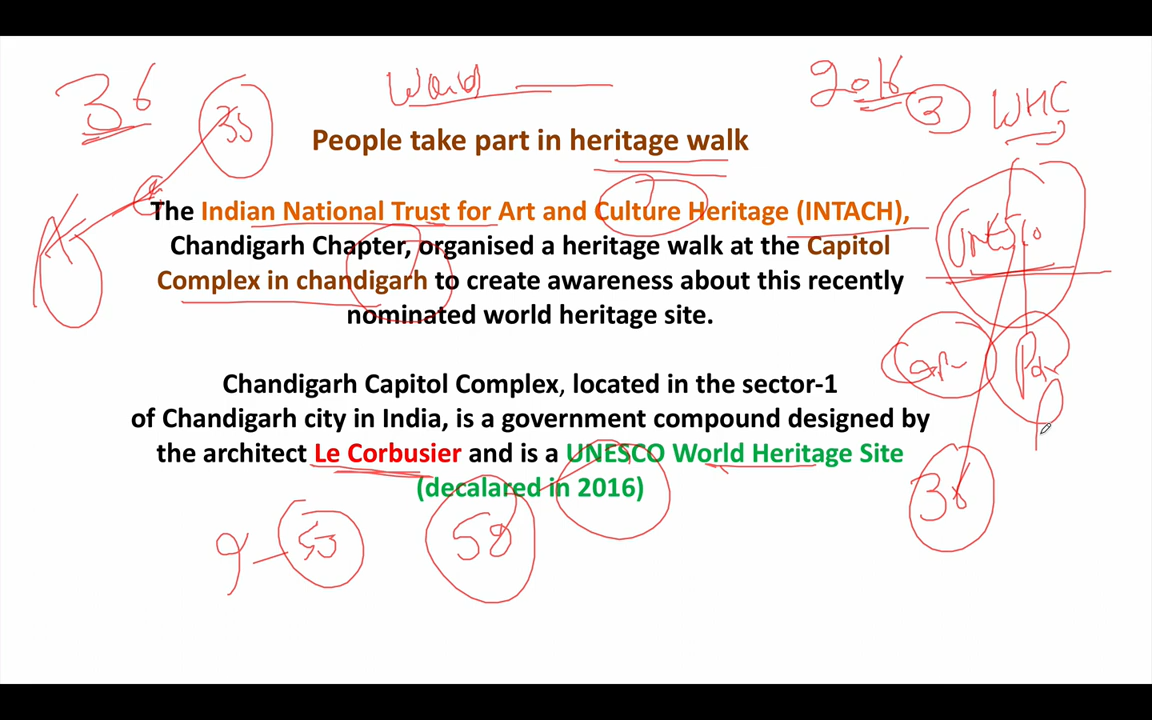 36
35
World
2016
3
WHC
People take part in heritage walk
The Indian National Trust for Art and Culture Heritage (INTACH),
Chandigarh Chapter, organised a heritage walk at the Capitol
Complex in chandigarh to create awareness about this recently
nominated world heritage site.
UNESCO
Chandigarh Capitol Complex, located in the sector-1
of Chandigarh city in India, is a government compound designed by
the architect Le Corbusier and is a UNESCO World Heritage Site
(decalared in 2016)
58